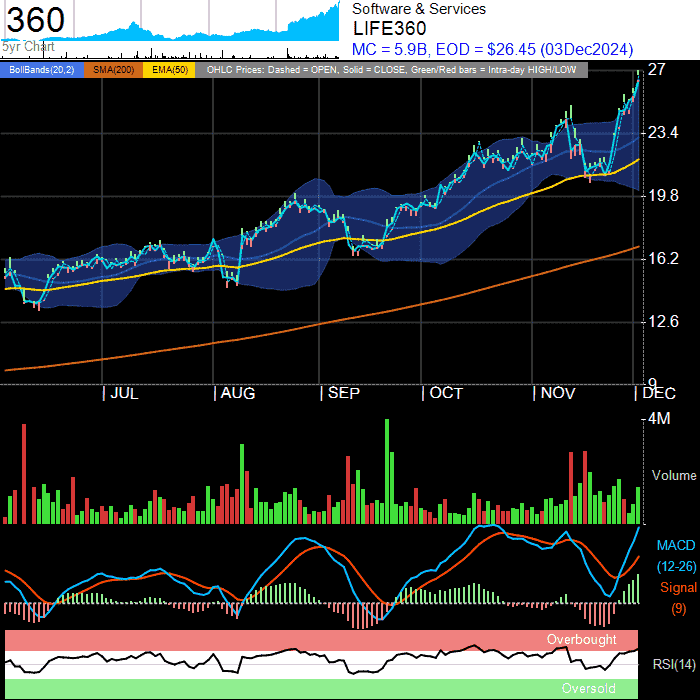 360
5yr Chart
Software & Services
LIFE360
MC = 5.9B, EOD = $26.45 (03Dec2024)
BollBands(20,2) SMA(200) EMA(50) OHLC Prices: Dashed = OPEN, Solid = CLOSE, Green/Red bars = Intra-day HIGH/LOW
27
23.4
19.8
16.2
12.6
9
JUL AUG SEP OCT NOV DEC
4M
Volume
MACD
(12-26)
Signal
(9)
Overbought
RSI(14)
Oversold